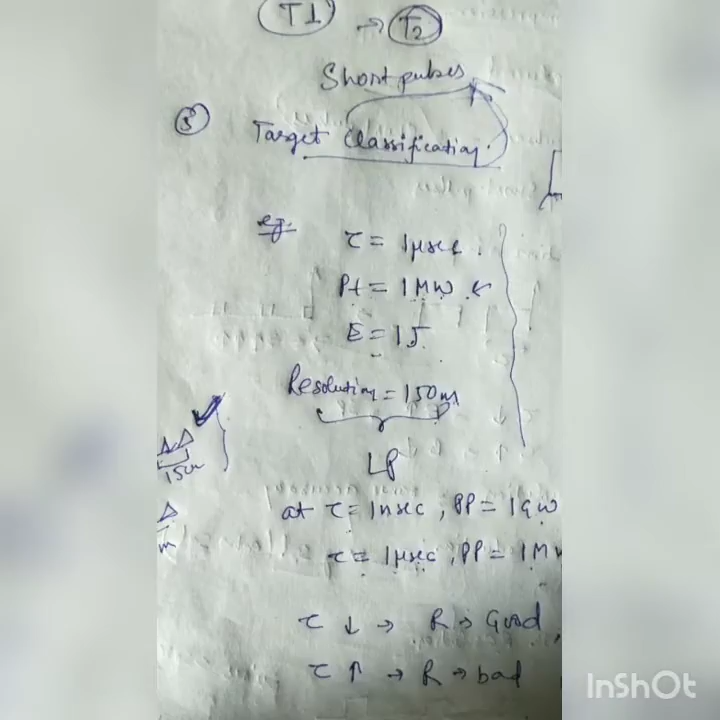 T1 → T2
Short pulses
③ Target classification.
eg. τ = 1μsec.
Pt = 1MW ←
E = 1J
Resolution = 150m
15m
LP
m
at τ = 1nsec, PP = 1GW
τ = 1μsec, PP = 1MW
τ ↓ → R → Good,
τ ↑ → R → bad
InShOt